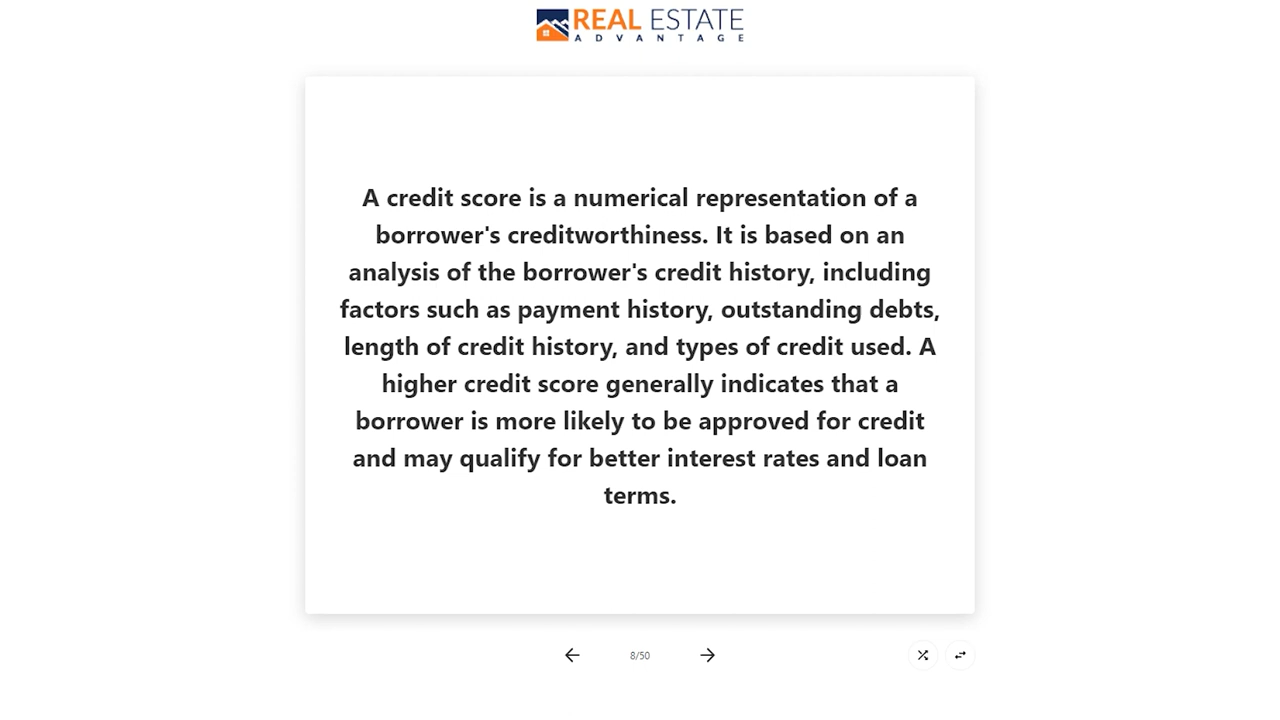 REAL ESTATE
ADVANTAGE
A credit score is a numerical representation of a
borrower's creditworthiness. It is based on an
analysis of the borrower's credit history, including
factors such as payment history, outstanding debts,
length of credit history, and types of credit used. A
higher credit score generally indicates that a
borrower is more likely to be approved for credit
and may qualify for better interest rates and loan
terms.
8/50